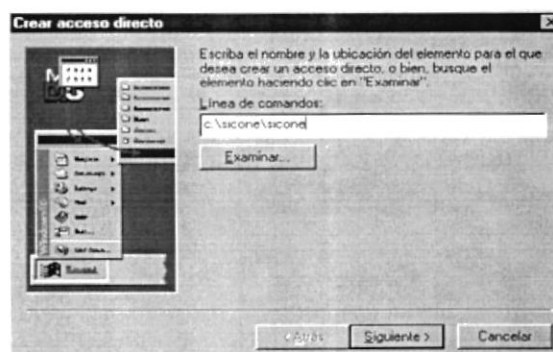 Crear acceso directo
Escriba el nombre y la ubicación del elemento para el que
desea crear un acceso directo, o bien, busque el
elemento haciendo clic en "Examinar".
Línea de comandos:
c:\sicone\sicone
Examinar...
< Atrás
Siguiente >
Cancelar